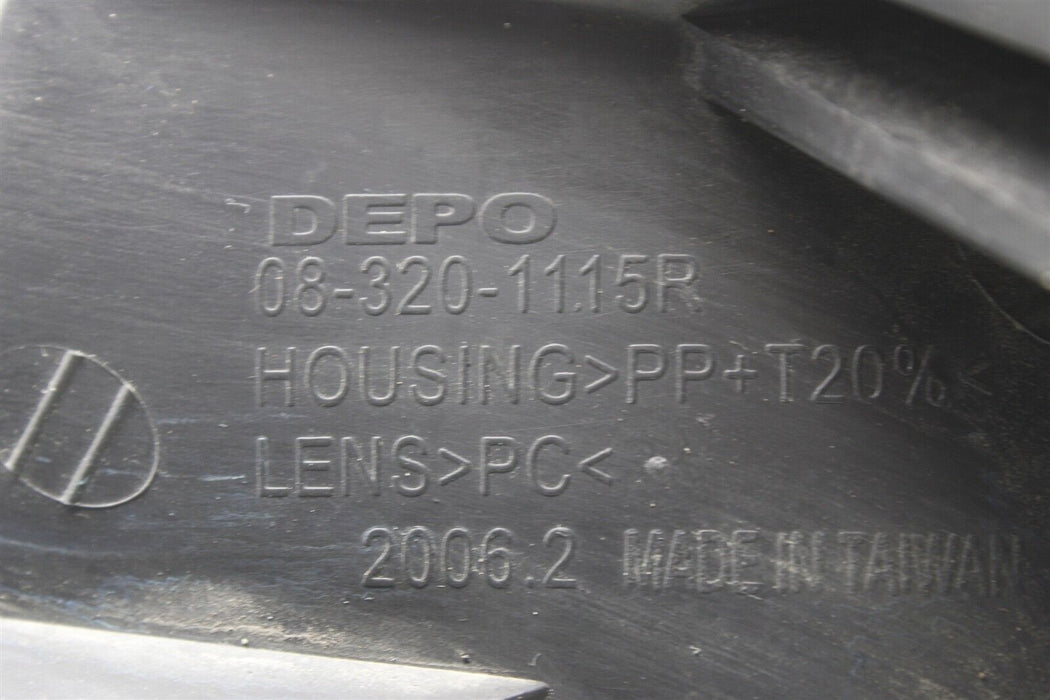 DEPO
08-320-1115R
HOUSING>PP+T20%<
LENS>PC<
2006.2 MADE IN TAIWAN